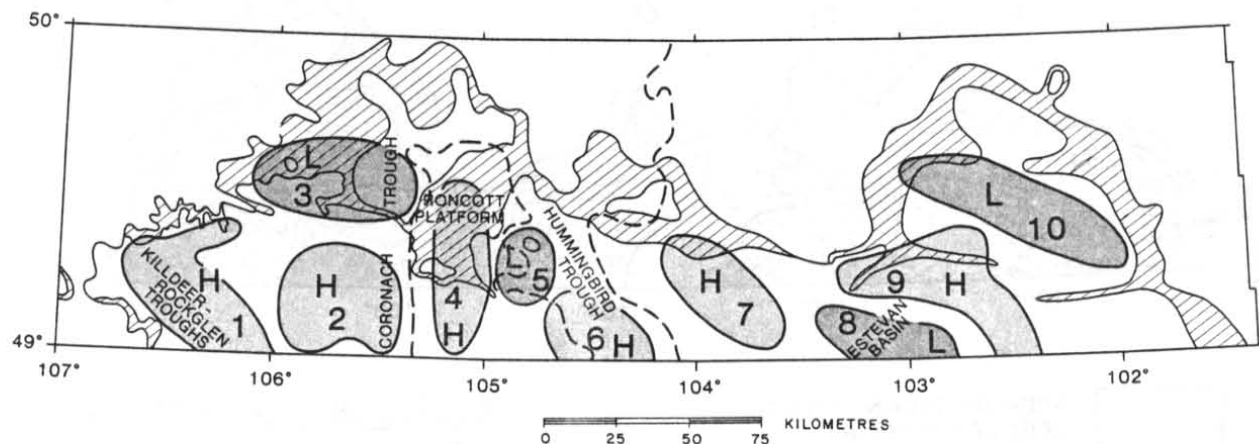 50°
107°
106°
105°
104°
103°
102°
49°
L
3
TROUGH
RONCOTT
PLATFORM
KILLDEER-
ROCKGLEN
TROUGHS
H
1
H
2
CORONACH
4
H
L
5
HUMMINGBIRD
TROUGH
6
H
H
7
8
ESTEVAN
BASIN
L
9
H
L
10
0
25
50
75
KILOMETRES